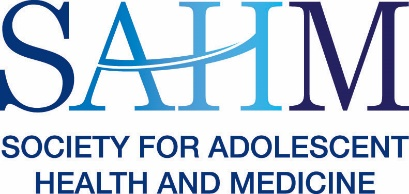 SAHM
SOCIETY FOR ADOLESCENT
HEALTH AND MEDICINE